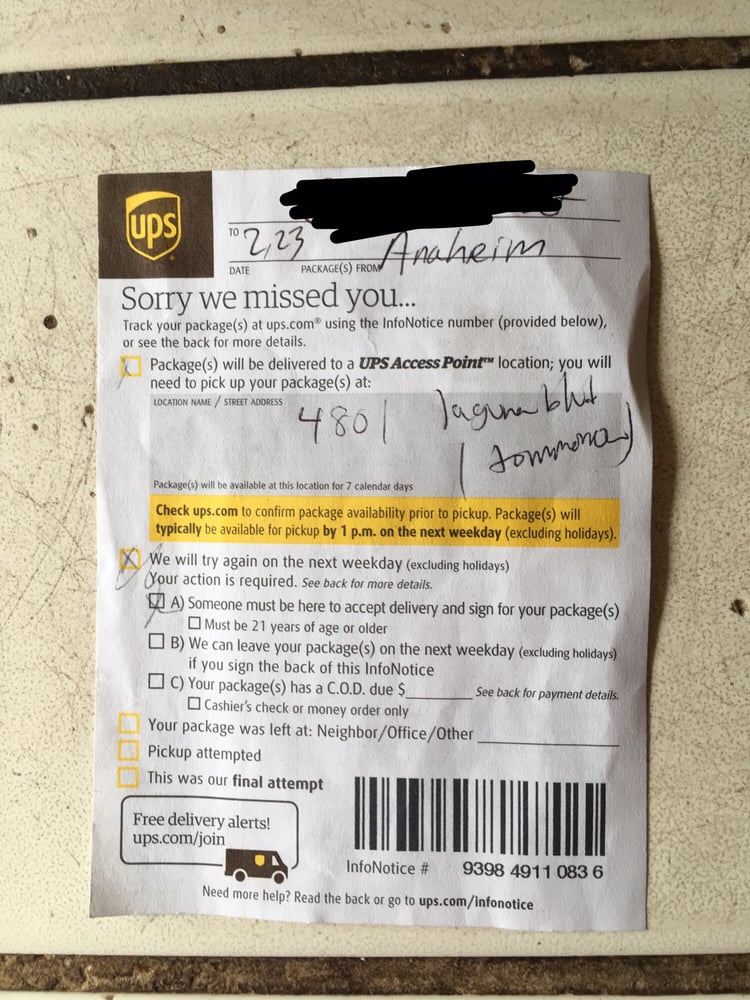 ups
TO
2,23 Anaheim
DATE PACKAGE(S) FROM
Sorry we missed you...
Track your package(s) at ups.com® using the InfoNotice number (provided below),
or see the back for more details.
Package(s) will be delivered to a UPS Access Point™ location; you will
need to pick up your package(s) at:
LOCATION NAME / STREET ADDRESS
4801 laguna blvd
Package(s) will be available at this location for 7 calendar days
Check ups.com to confirm package availability prior to pickup. Package(s) will
typically be available for pickup by 1 p.m. on the next weekday (excluding holidays).
We will try again on the next weekday (excluding holidays)
Your action is required. See back for more details.
A) Someone must be here to accept delivery and sign for your package(s)
Must be 21 years of age or older
B) We can leave your package(s) on the next weekday (excluding holidays)
if you sign the back of this InfoNotice
C) Your package(s) has a C.O.D. due $ See back for payment details.
Cashier's check or money order only
Your package was left at: Neighbor/Office/Other
Pickup attempted
This was our final attempt
Free delivery alerts!
ups.com/join
InfoNotice # 9398 4911 083 6
Need more help? Read the back or go to ups.com/infonotice